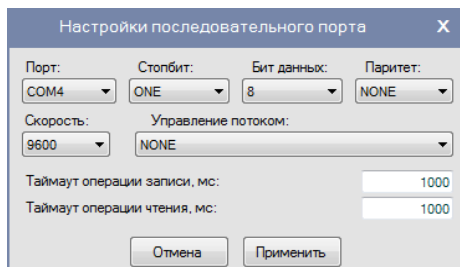 Настройки последовательного порта X
Порт: Стопбит: Бит данных: Паритет:
COM4 ONE 8 NONE
Скорость: Управление потоком:
9600 NONE
Таймаут операции записи, мс: 1000
Таймаут операции чтения, мс: 1000
Отмена Применить